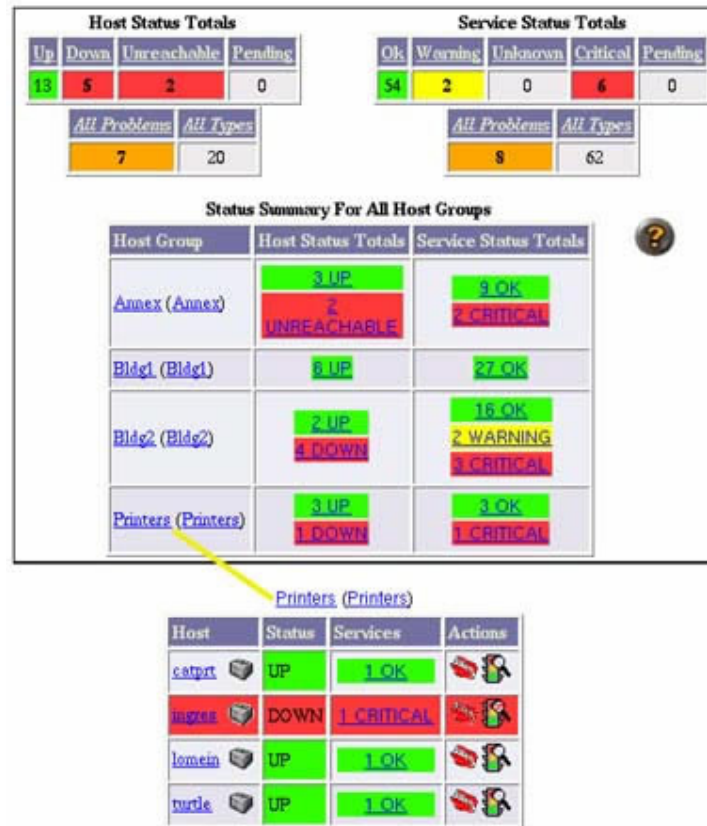 Host Status Totals
Up Down Unreachable Pending
13 5 2 0
All Problems All Types
7 20
Service Status Totals
Ok Warning Unknown Critical Pending
54 2 0 6 0
All Problems All Types
8 62
Status Summary For All Host Groups
?
Host Group Host Status Totals Service Status Totals
Annex (Annex)
3 UP
2
UNREACHABLE
9 OK
2 CRITICAL
Bldg1 (Bldg1) 6 UP 27 OK
Bldg2 (Bldg2)
2 UP
4 DOWN
16 OK
2 WARNING
3 CRITICAL
Printers (Printers)
3 UP
1 DOWN
3 OK
1 CRITICAL
Printers (Printers)
Host Status Services Actions
catprt UP 1 OK
ingres DOWN 1 CRITICAL
lomein UP 1 OK
turtle UP 1 OK